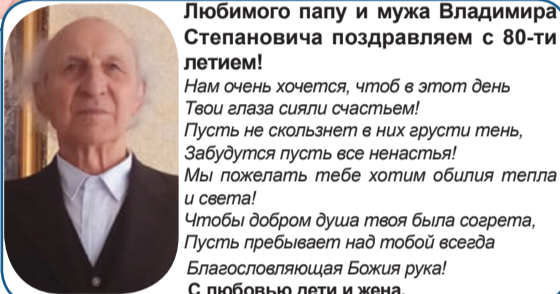 Любимого папу и мужа Владимира
Степановича поздравляем с 80-ти
летием!
Нам очень хочется, чтоб в этот день
Твои глаза сияли счастьем!
Пусть не скользнет в них грусти тень,
Забудутся пусть все ненастья!
Мы пожелать тебе хотим обилия тепла
и света!
Чтобы добром душа твоя была согрета,
Пусть пребывает над тобой всегда
Благословляющая Божия рука!
С любовью дети и жена.